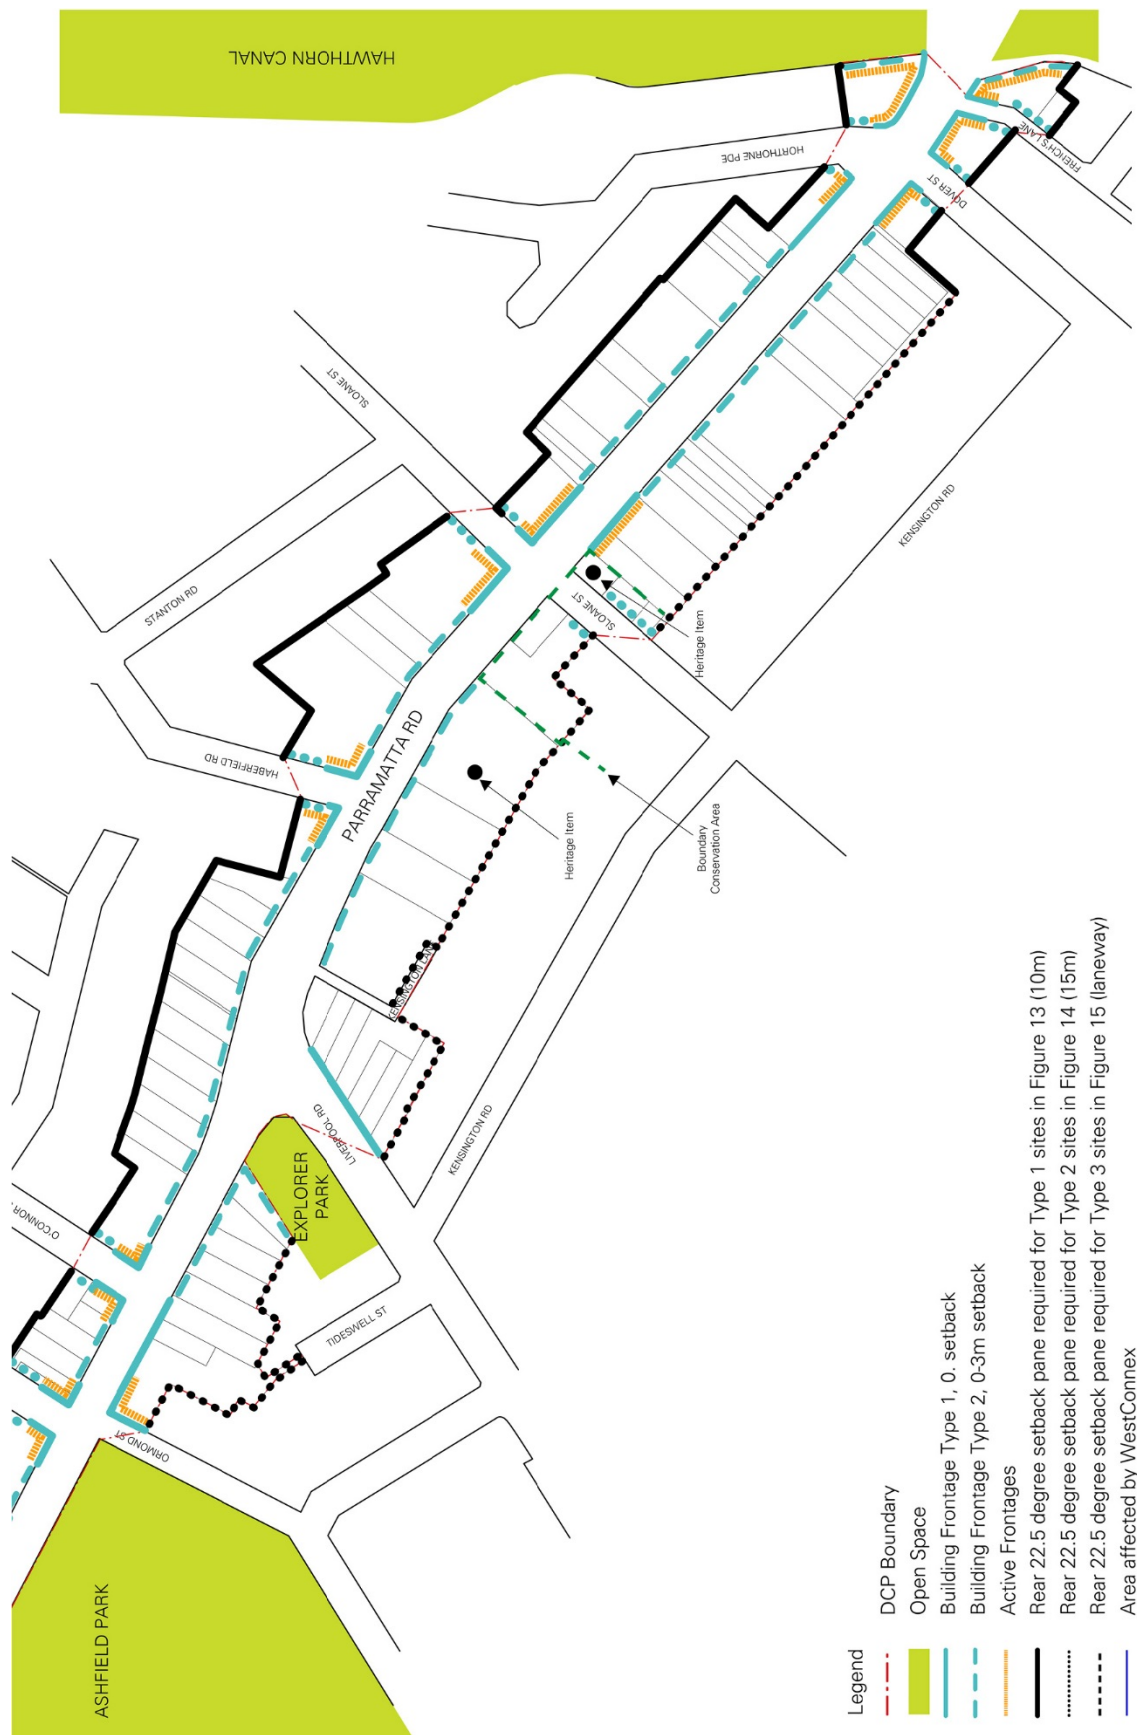 HAWTHORN CANAL
HORTHORNE PDE
FRENCH'S LANE
DOVER ST
SLOANE ST
KENSINGTON RD
STANTON RD
SLOANE ST
Heritage Item
HABERFIELD RD
PARRAMATTA RD
Heritage Item
Boundary
Conservation Area
KENSINGTON LANE
LIVERPOOL RD
KENSINGTON RD
EXPLORER
PARK
O'CONNOR
TIDESWELL ST
ORMOND ST
ASHFIELD PARK
Legend
DCP Boundary
Open Space
Building Frontage Type 1, 0. setback
Building Frontage Type 2, 0-3m setback
Active Frontages
Rear 22.5 degree setback pane required for Type 1 sites in Figure 13 (10m)
Rear 22.5 degree setback pane required for Type 2 sites in Figure 14 (15m)
Rear 22.5 degree setback pane required for Type 3 sites in Figure 15 (laneway)
Area affected by WestConnex